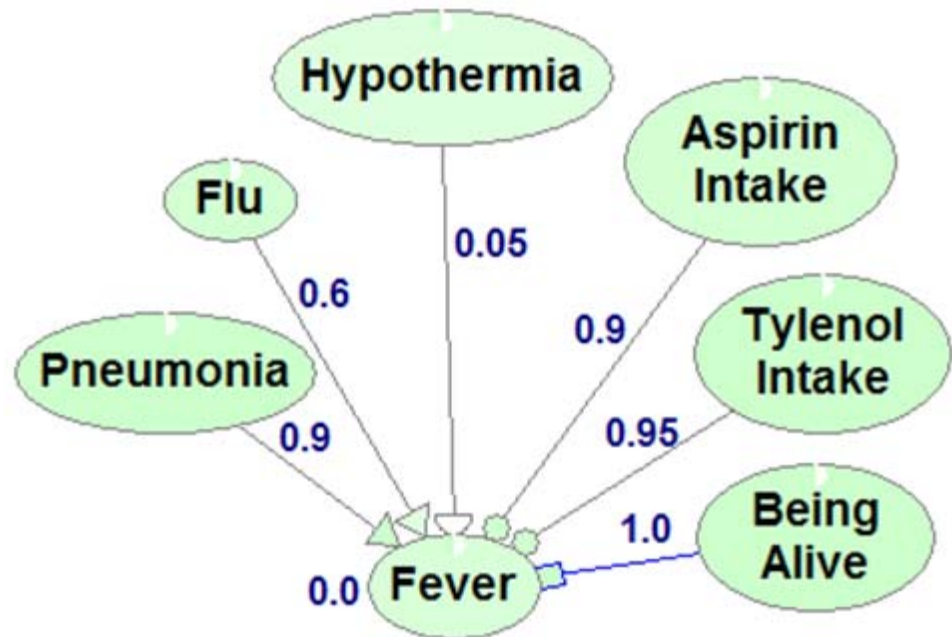 Hypothermia
Aspirin
Intake
Flu
0.05
0.6
0.9
Tylenol
Intake
Pneumonia
0.9
0.95
Being
Alive
1.0
0.0
Fever